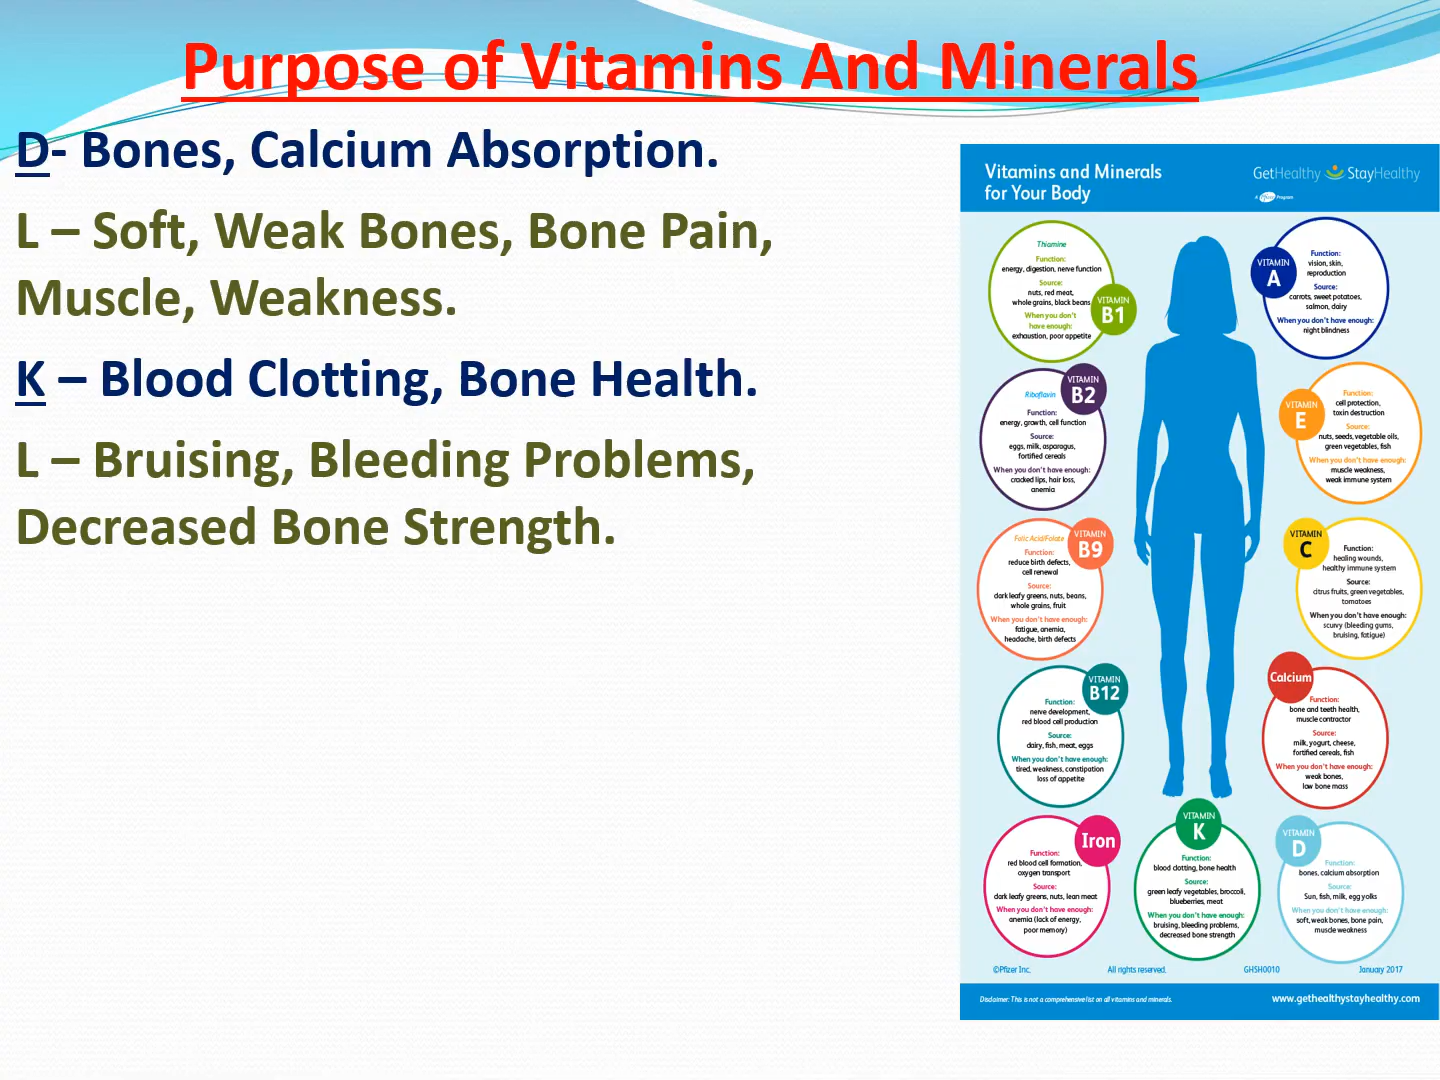 Purpose of Vitamins And Minerals
D- Bones, Calcium Absorption.
L – Soft, Weak Bones, Bone Pain,
Muscle, Weakness.
K – Blood Clotting, Bone Health.
L – Bruising, Bleeding Problems,
Decreased Bone Strength.
Vitamins and Minerals
for Your Body
GetHealthy StayHealthy
A Pfizer Program
Thiamine
Function:
energy, digestion, nerve function
Source:
nuts, red meat,
whole grains, black beans
When you don't
have enough:
exhaustion, poor appetite
VITAMIN
B1
VITAMIN
A
Function:
vision, skin,
reproduction
Source:
carrots, sweet potatoes,
salmon, dairy
When you don't have enough:
night blindness
VITAMIN
B2
Riboflavin
Function:
energy, growth, cell function
Source:
eggs, milk, asparagus,
fortified cereals
When you don't have enough:
cracked lips, hair loss,
anemia
VITAMIN
E
Function:
cell protection,
toxin destruction
Source:
nuts, seeds, vegetable oils,
green vegetables, fish
When you don't have enough:
muscle weakness,
weak immune system
VITAMIN
B9
Folic Acid/Folate
Function:
reduce birth defects,
cell renewal
Source:
dark leafy greens, nuts, beans,
whole grains, fruit
When you don't have enough:
fatigue, anemia,
headache, birth defects
VITAMIN
C
Function:
healing wounds,
healthy immune system
Source:
citrus fruits, green vegetables,
tomatoes
When you don't have enough:
scurvy (bleeding gums,
bruising, fatigue)
VITAMIN
B12
Function:
nerve development,
red blood cell production
Source:
dairy, fish, meat, eggs
When you don't have enough:
tired, weakness, constipation
loss of appetite
Calcium
Function:
bone and teeth health,
muscle contractor
Source:
milk, yogurt, cheese,
fortified cereals, fish
When you don't have enough:
weak bones,
low bone mass
Iron
Function:
red blood cell formation,
oxygen transport
Source:
dark leafy greens, nuts, lean meat
When you don't have enough:
anemia (lack of energy,
poor memory)
VITAMIN
K
Function:
blood clotting, bone health
Source:
green leafy vegetables, broccoli,
blueberries, meat
When you don't have enough:
bruising, bleeding problems,
decreased bone strength
VITAMIN
D
Function:
bones, calcium absorption
Source:
Sun, fish, milk, egg yolks
When you don't have enough:
soft, weak bones, bone pain,
muscle weakness
©Pfizer Inc. All rights reserved. GHSH0010 January 2017
Disclaimer: This is not a comprehensive list on all vitamins and minerals.
www.gethealthystayhealthy.com